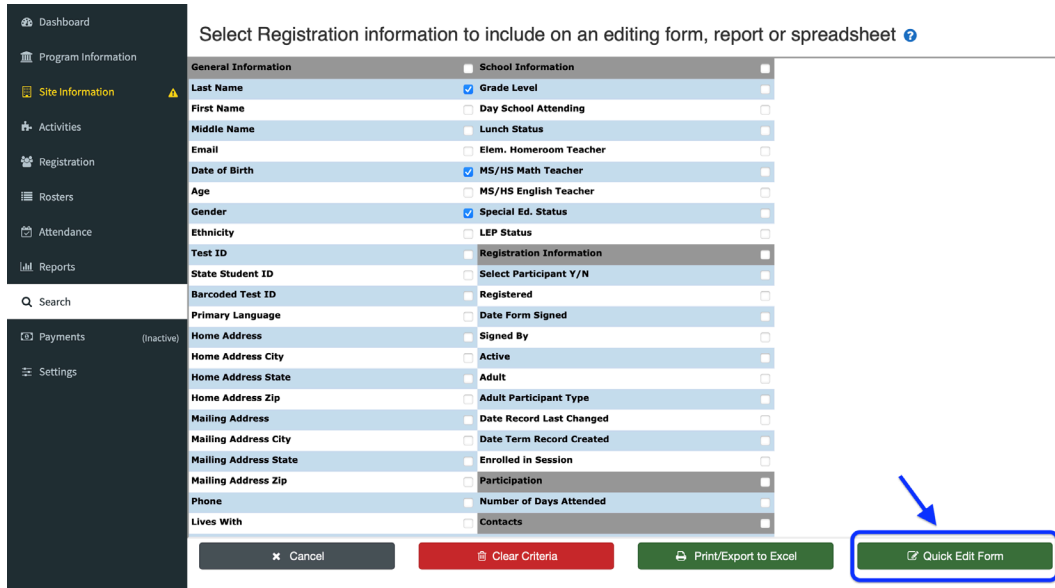 Dashboard
Program Information
Site Information
Activities
Registration
Rosters
Attendance
Reports
Search
Payments (Inactive)
Settings
Select Registration information to include on an editing form, report or spreadsheet ?
General Information
Last Name
First Name
Middle Name
Email
Date of Birth
Age
Gender
Ethnicity
Test ID
State Student ID
Barcoded Test ID
Primary Language
Home Address
Home Address City
Home Address State
Home Address Zip
Mailing Address
Mailing Address City
Mailing Address State
Mailing Address Zip
Phone
Lives With
School Information
Grade Level
Day School Attending
Lunch Status
Elem. Homeroom Teacher
MS/HS Math Teacher
MS/HS English Teacher
Special Ed. Status
LEP Status
Registration Information
Select Participant Y/N
Registered
Date Form Signed
Signed By
Active
Adult
Adult Participant Type
Date Record Last Changed
Date Term Record Created
Enrolled in Session
Participation
Number of Days Attended
Contacts
Cancel
Clear Criteria
Print/Export to Excel
Quick Edit Form